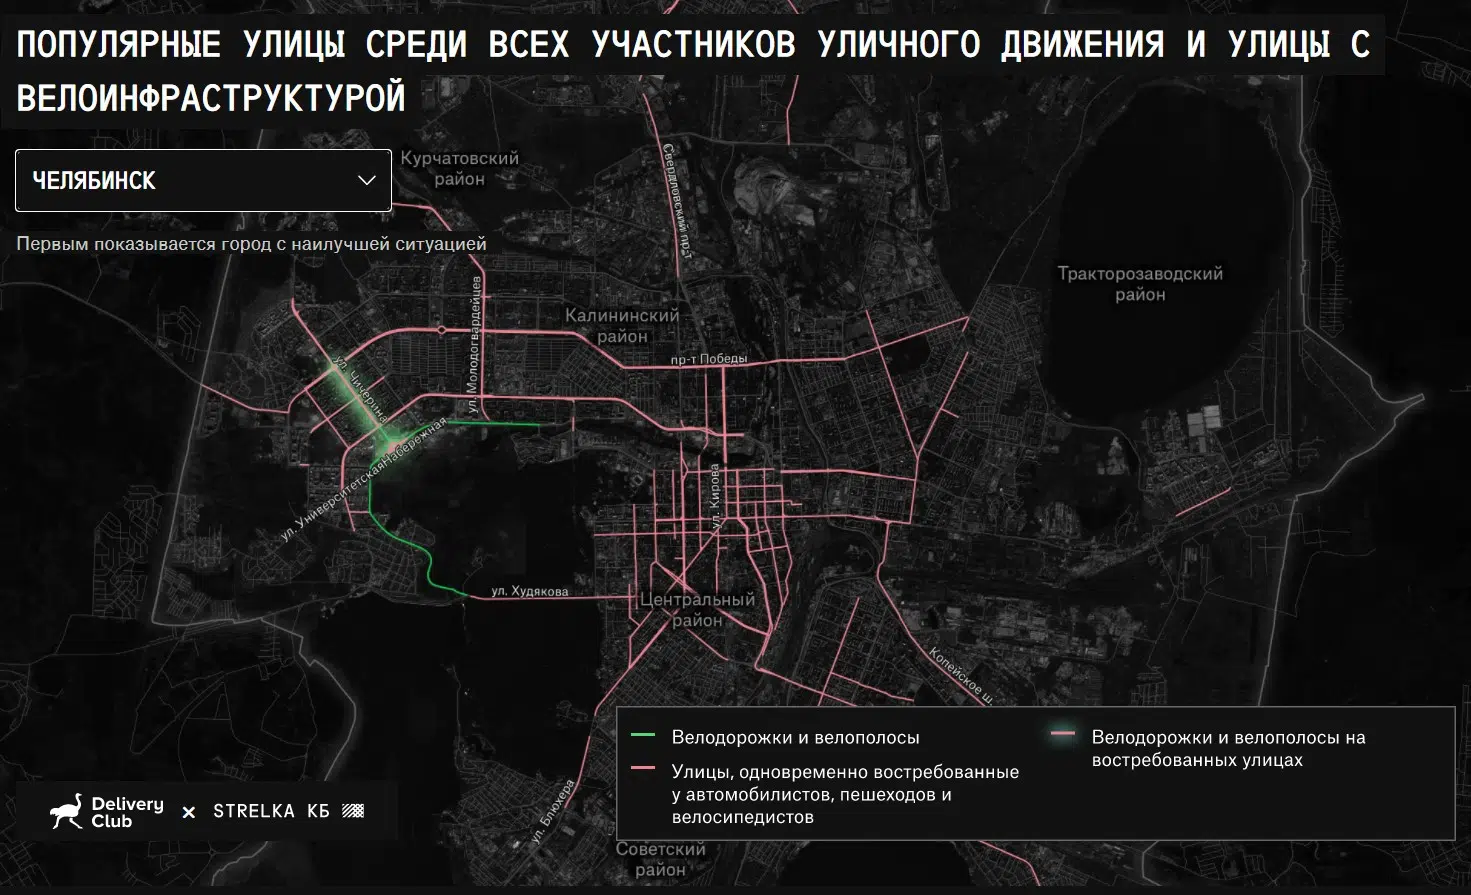 ПОПУЛЯРНЫЕ УЛИЦЫ СРЕДИ ВСЕХ УЧАСТНИКОВ УЛИЧНОГО ДВИЖЕНИЯ И УЛИЦЫ С
ВЕЛОИНФРАСТРУКТУРОЙ
ЧЕЛЯБИНСК
Первым показывается город с наилучшей ситуацией
Курчатовский
район
Свердловский пр-т
Тракторозаводский
район
ул. Молодогвардейцев
Калининский
район
пр-т Победы
ул. Чичерина
ул. УниверситетскаяНабережная
ул. Кирова
ул. Худякова
Центральный
район
Копейское ш.
ул. Блюхера
Советский
район
Велодорожки и велополосы
Улицы, одновременно востребованные
у автомобилистов, пешеходов и
велосипедистов
Велодорожки и велополосы на
востребованных улицах
Delivery
Club
× STRELKA КБ